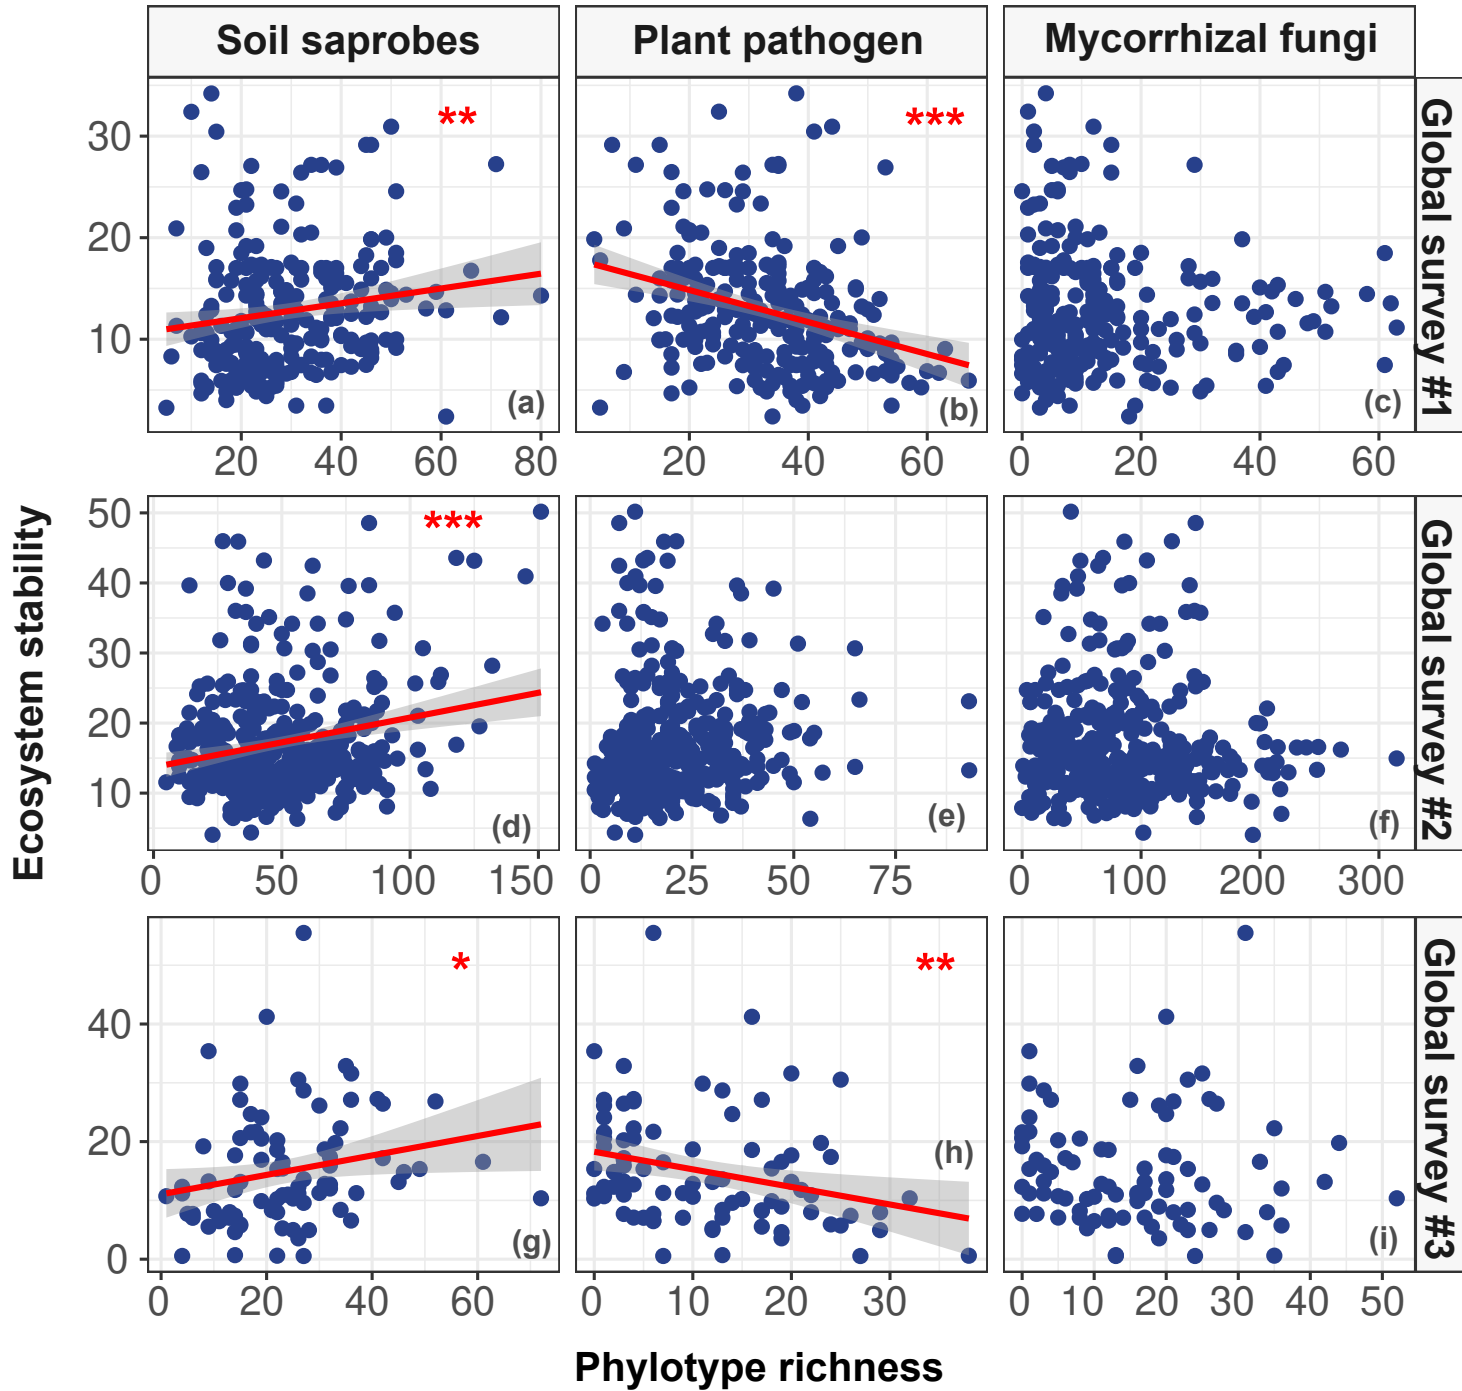 Soil saprobes
Plant pathogen
Mycorrhizal fungi
Global survey #1
30
20
10
**
(a)
***
(b)
(c)
20 40 60 80
20 40 60
0 20 40 60
Ecosystem stability
Global survey #2
50
40
30
20
10
***
(d)
(e)
(f)
0 50 100 150
0 25 50 75
0 100 200 300
Global survey #3
40
20
0
*
(g)
**
(h)
(i)
0 20 40 60
0 10 20 30
0 10 20 30 40 50
Phylotype richness